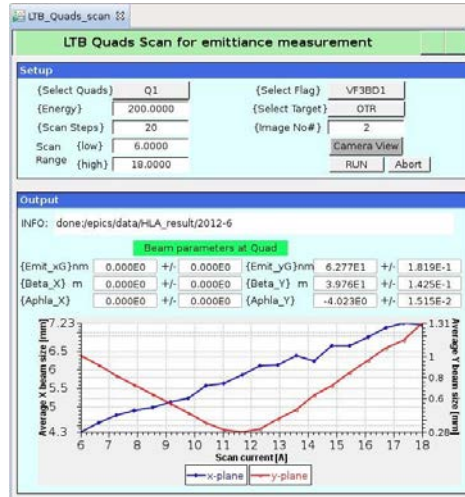 LTB_Quads_scan
LTB Quads Scan for emittiance measurement
Setup
{Select Quads} Q1 {Select Flag} VF3BD1
{Energy} 200.0000 {Select Target} OTR
{Scan Steps} 20 {Image No#} 2
Scan {low} 6.0000 Camera View
Range {high} 18.0000 RUN Abort
Output
INFO: done:/epics/data/HLA_result/2012-6
Beam parameters at Quad
{Emit_xG}nm 0.000E0 +/- 0.000E0 {Emit_yG}nm 6.277E1 +/- 1.819E-1
{Beta_X} m 0.000E0 +/- 0.000E0 {Beta_Y} m 3.976E1 +/- 1.425E-1
{Aphla_X} 0.000E0 +/- 0.000E0 {Aphla_Y} -4.023E0 +/- 1.515E-2
Average X beam size [mm]
7.23
6.5
6
5.5
5
4.3
Average Y beam size [mm]
1.31
1
0.8
0.6
0.28
6 7 8 9 10 11 12 13 14 15 16 17 18
Scan current[A]
x-plane y-plane